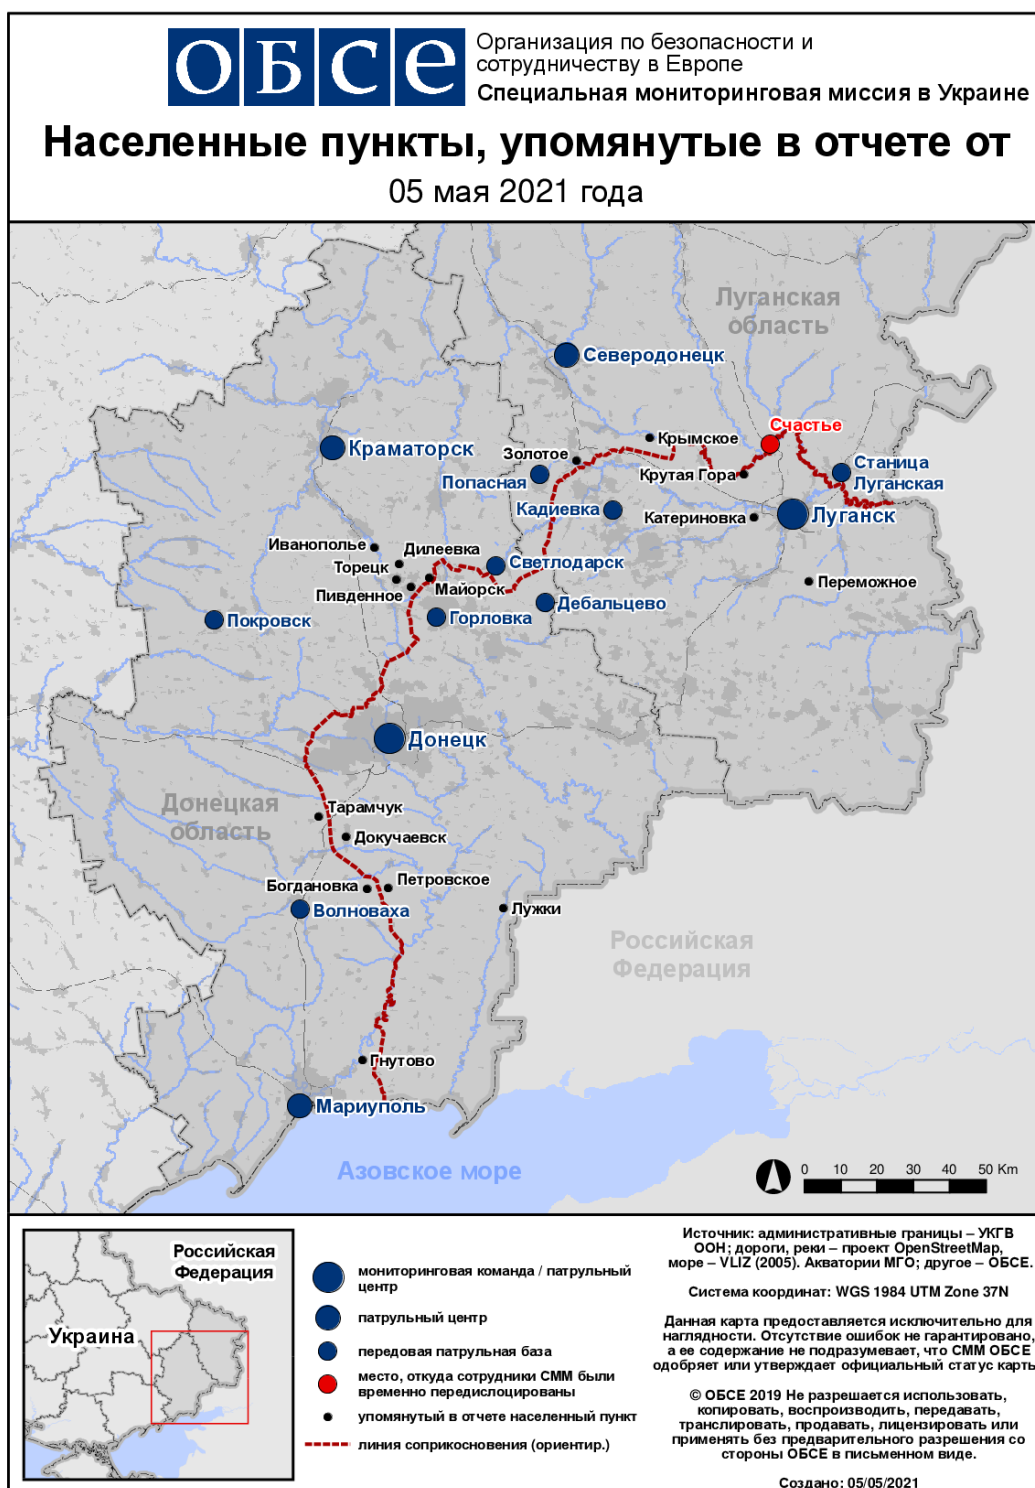 ОБСЕ
Организация по безопасности и
сотрудничеству в Европе
Специальная мониторинговая миссия в Украине
Населенные пункты, упомянутые в отчете от
05 мая 2021 года
Луганская
область
Северодонецк
Счастье
Крымское
Краматорск
Золотое
Станица
Луганская
Попасная
Крутая Гора
Кадиевка
Катериновка
Луганск
Иванополье
Дилеевка
Торецк
Светлодарск
Переможное
Майорск
Пивденное
Дебальцево
Покровск
Горловка
Донецк
Донецкая
область
Тарамчук
Докучаевск
Богдановка
Петровское
Волноваха
Лужки
Российская
Федерация
Гнутово
Мариуполь
Азовское море
0 10 20 30 40 50 Km
Российская
Федерация
Украина
мониторинговая команда / патрульный
центр
патрульный центр
передовая патрульная база
место, откуда сотрудники СММ были
временно передислоцированы
упомянутый в отчете населенный пункт
линия соприкосновения (ориентир.)
Источник: административные границы – УКГВ
ООН; дороги, реки – проект OpenStreetMap,
море – VLIZ (2005). Акватории МГО; другое – ОБСЕ.
Система координат: WGS 1984 UTM Zone 37N
Данная карта предоставляется исключительно для
наглядности. Отсутствие ошибок не гарантировано,
а ее содержание не подразумевает, что СММ ОБСЕ
одобряет или утверждает официальный статус карты
© ОБСЕ 2019 Не разрешается использовать,
копировать, воспроизводить, передавать,
транслировать, продавать, лицензировать или
применять без предварительного разрешения со
стороны ОБСЕ в письменном виде.
Создано: 05/05/2021